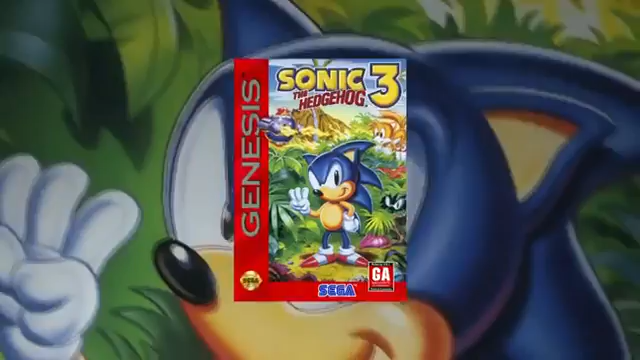 SONIC 3
THE
HEDGEHOG
GENESIS
GA
SEGA